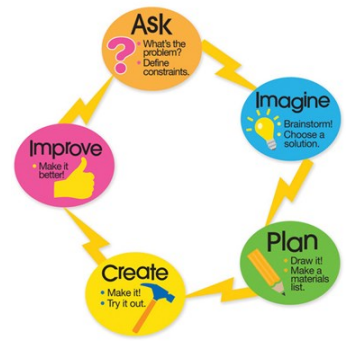 Ask
• What's the
problem?
• Define
constraints.
Imagine
• Brainstorm!
• Choose a
solution.
Plan
• Draw it!
• Make a
materials
list.
Create
• Make it!
• Try it out.
Improve
• Make it
better!